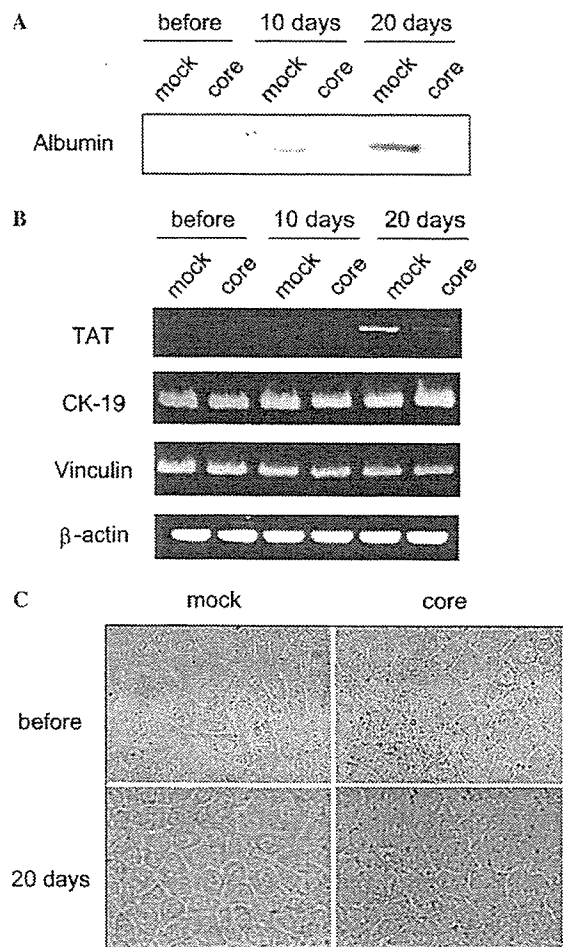 A
before 10 days 20 days
mock core mock core mock core
Albumin
B
before 10 days 20 days
mock core mock core mock core
TAT
CK-19
Vinculin
β-actin
C
mock core
before
20 days